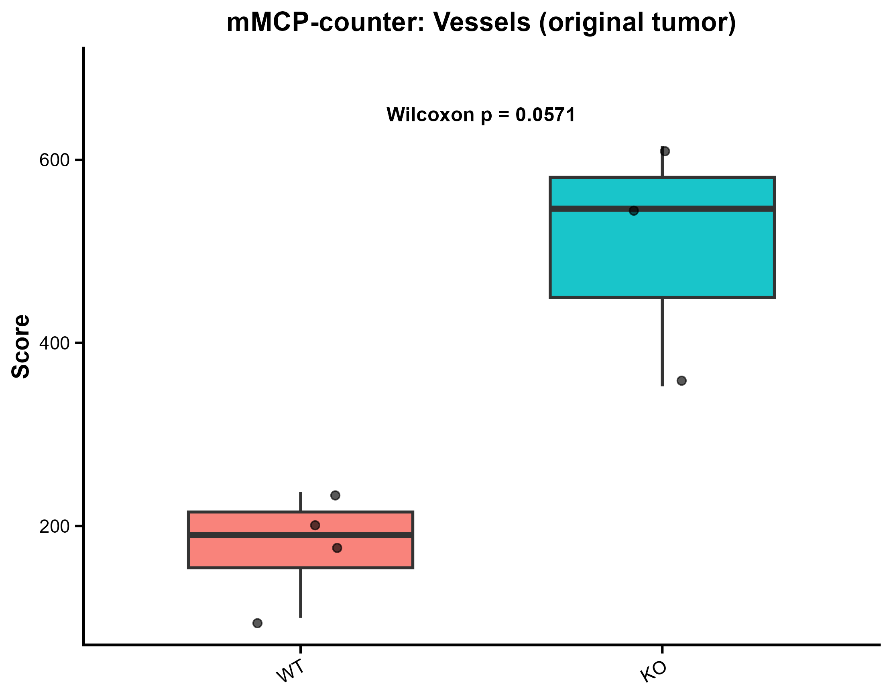 mMCP-counter: Vessels (original tumor)
Wilcoxon p = 0.0571
600
400
200
Score
WT
KO